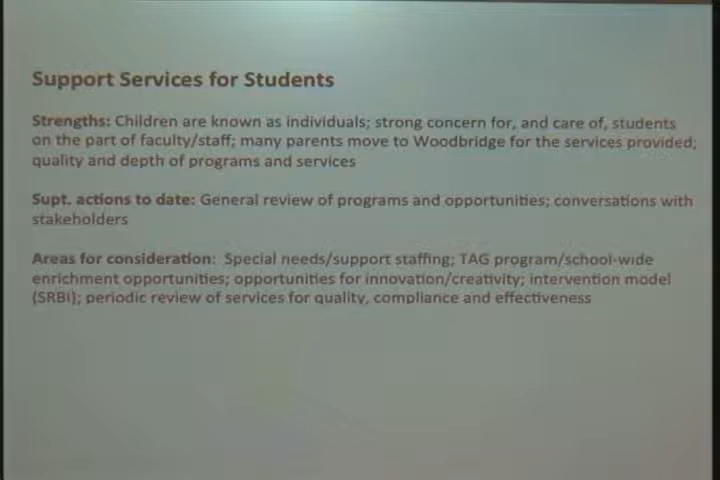 Support Services for Students
Strengths: Children are known as individuals; strong concern for, and care of, students
on the part of faculty/staff; many parents move to Woodbridge for the services provided;
quality and depth of programs and services
Supt. actions to date: General review of programs and opportunities; conversations with
stakeholders
Areas for consideration: Special needs/support staffing; TAG program/school-wide
enrichment opportunities; opportunities for innovation/creativity; intervention model
(SRBI); periodic review of services for quality, compliance and effectiveness